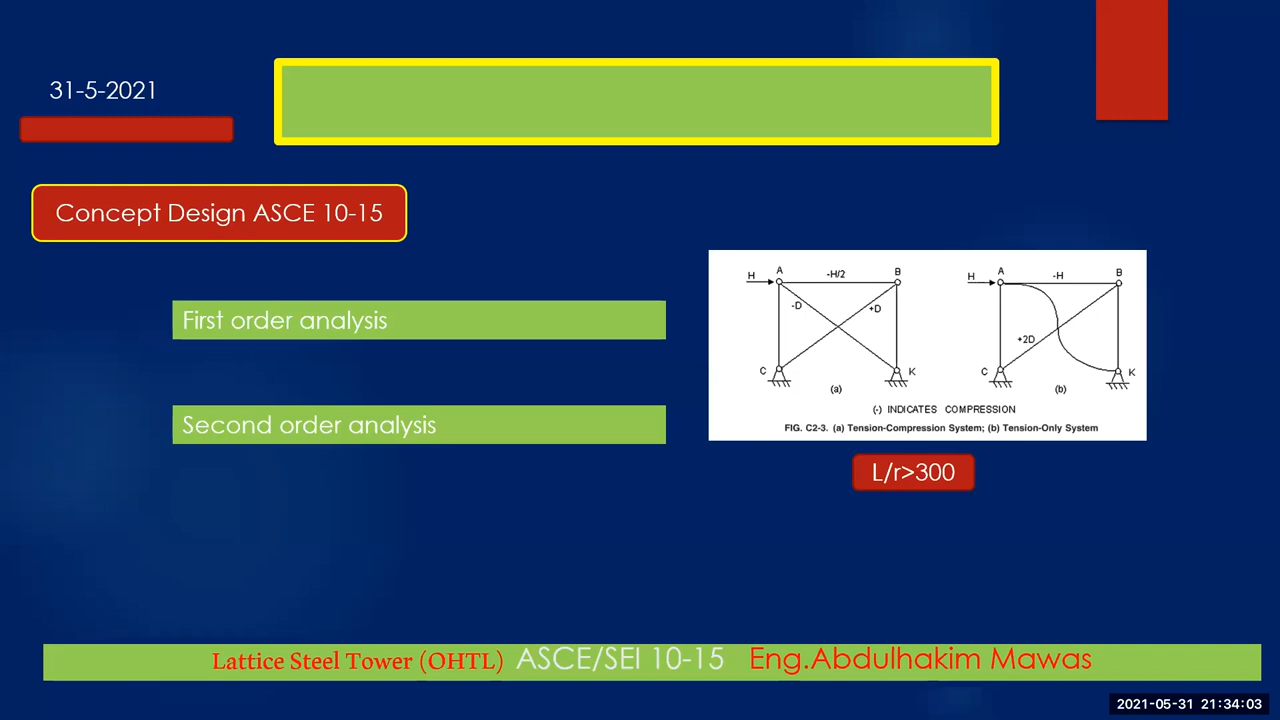 31-5-2021
Concept Design ASCE 10-15
First order analysis
Second order analysis
H A -H/2 B
-D +D
C K
(a)
H A -H B
+2D
C K
(b)
(-) INDICATES COMPRESSION
FIG. C2-3. (a) Tension-Compression System; (b) Tension-Only System
L/r>300
Lattice Steel Tower (OHTL) ASCE/SEI 10-15 Eng.Abdulhakim Mawas
2021-05-31 21:34:03